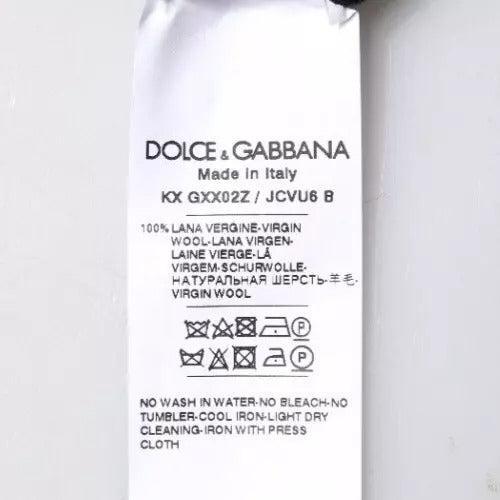 DOLCE & GABBANA
Made in Italy
KX GXX02Z / JCVU6 B
100% LANA VERGINE-VIRGIN
WOOL-LANA VIRGEN-
LAINE VIERGE-LÃ
VIRGEM-SCHURWOLLE-
НАТУРАЛЬНАЯ ШЕРСТЬ-羊毛-
VIRGIN WOOL
P
P
NO WASH IN WATER-NO BLEACH-NO
TUMBLER-COOL IRON-LIGHT DRY
CLEANING-IRON WITH PRESS
CLOTH